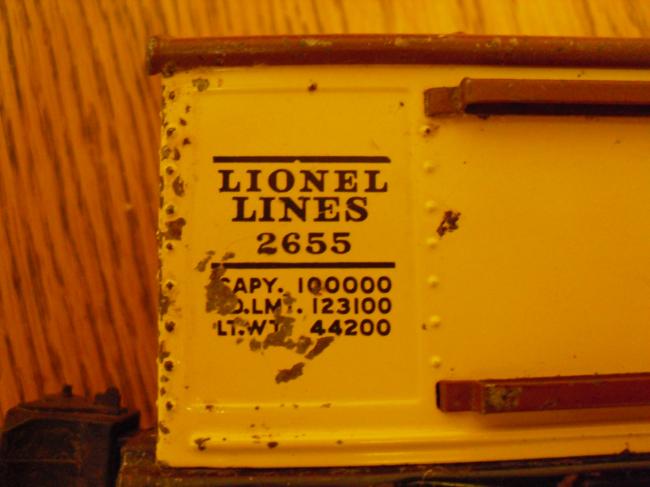 LIONEL
LINES
2655
CAPY. 100000
LD.LMT. 123100
LT.WT. 44200